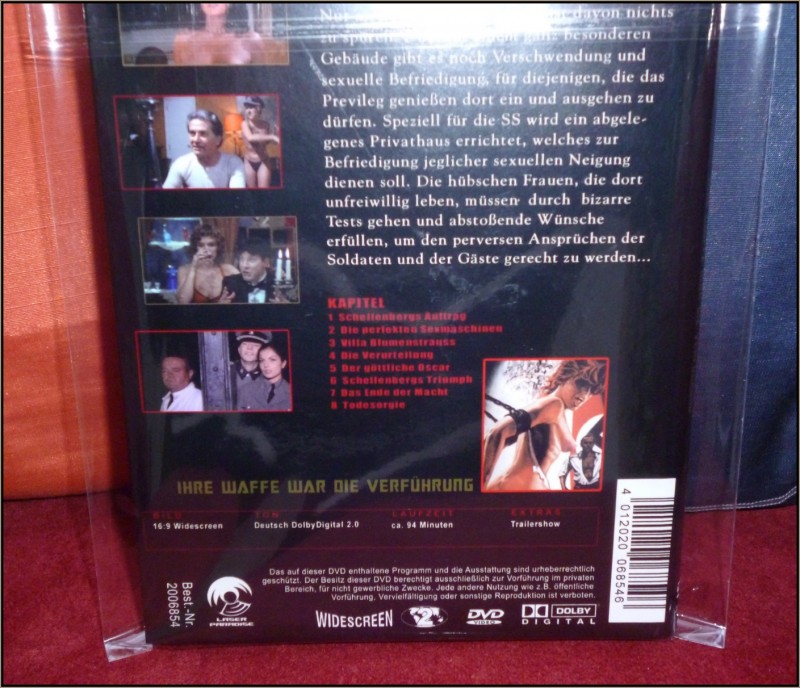 Nur davon nichts
zu spüren. ganz besonderen
Gebäude gibt es noch Verschwendung und
sexuelle Befriedigung, für diejenigen, die das
Previleg genießen dort ein und ausgehen zu
dürfen. Speziell für die SS wird ein abgele-
genes Privathaus errichtet, welches zur
Befriedigung jeglicher sexuellen Neigung
dienen soll. Die hübschen Frauen, die dort
unfreiwillig leben, müssen durch bizarre
Tests gehen und abstoßende Wünsche
erfüllen, um den perversen Ansprüchen der
Soldaten und der Gäste gerecht zu werden...
KAPITEL
1 Schellenbergs Auftrag
2 Die perfekten Sexmaschinen
3 Villa Blumenstrauss
4 Die Verurteilung
5 Der göttliche Oscar
6 Schellenbergs Triumph
7 Das Ende der Macht
8 Todesorgie
IHRE WAFFE WAR DIE VERFÜHRUNG
BILD TON LAUFZEIT EXTRAS
16:9 Widescreen Deutsch DolbyDigital 2.0 ca. 94 Minuten Trailershow
Das auf dieser DVD enthaltene Programm und die Ausstattung sind urheberrechtlich
geschützt. Der Besitz dieser DVD berechtigt ausschließlich zur Vorführung im privaten
Bereich, für nicht gewerbliche Zwecke. Jede andere Nutzung wie z.B. öffentliche
Vorführung, Vervielfältigung oder sonstige Reproduktion ist verboten.
Best.-Nr.
2006854
LASER
PARADISE
WIDESCREEN
2
DVD
VIDEO
DOLBY
DIGITAL
4 012020 068546